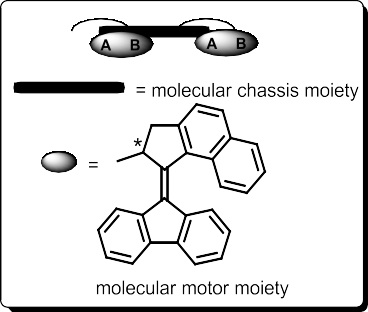 A B A B
= molecular chassis moiety
*
=
molecular motor moiety